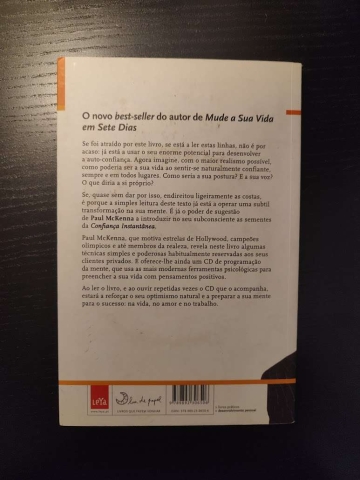 O novo best-seller do autor de Mude a Sua Vida
em Sete Dias
Se foi atraído por este livro, se está a ler estas linhas, não é por
acaso: já está a usar o seu enorme potencial para desenvolver
a auto-confiança. Agora imagine, com o maior realismo possível,
como poderia ser a sua vida ao sentir-se naturalmente confiante,
sempre e em todos lugares. Como seria a sua postura? E a sua voz?
O que diria a si próprio?
Se, quase sem dar por isso, endireitou ligeiramente as costas,
é porque a simples leitura deste texto já está a operar uma subtil
transformação na sua mente. É já o poder de sugestão
de Paul McKenna a introduzir no seu subconsciente as sementes
da Confiança Instantânea.
Paul McKenna, que motiva estrelas de Hollywood, campeões
olímpicos e até membros da realeza, revela neste livro algumas
técnicas simples e poderosas habitualmente reservadas aos seus
clientes privados. E oferece-lhe ainda um CD de programação
da mente, que usa as mais modernas ferramentas psicológicas para
preencher a sua vida com pensamentos positivos.
Ao ler o livro, e ao ouvir repetidas vezes o CD que o acompanha,
estará a reforçar o seu optimismo natural e a preparar a sua mente
para o sucesso: na vida, no amor e no trabalho.
LEYA
lua de papel